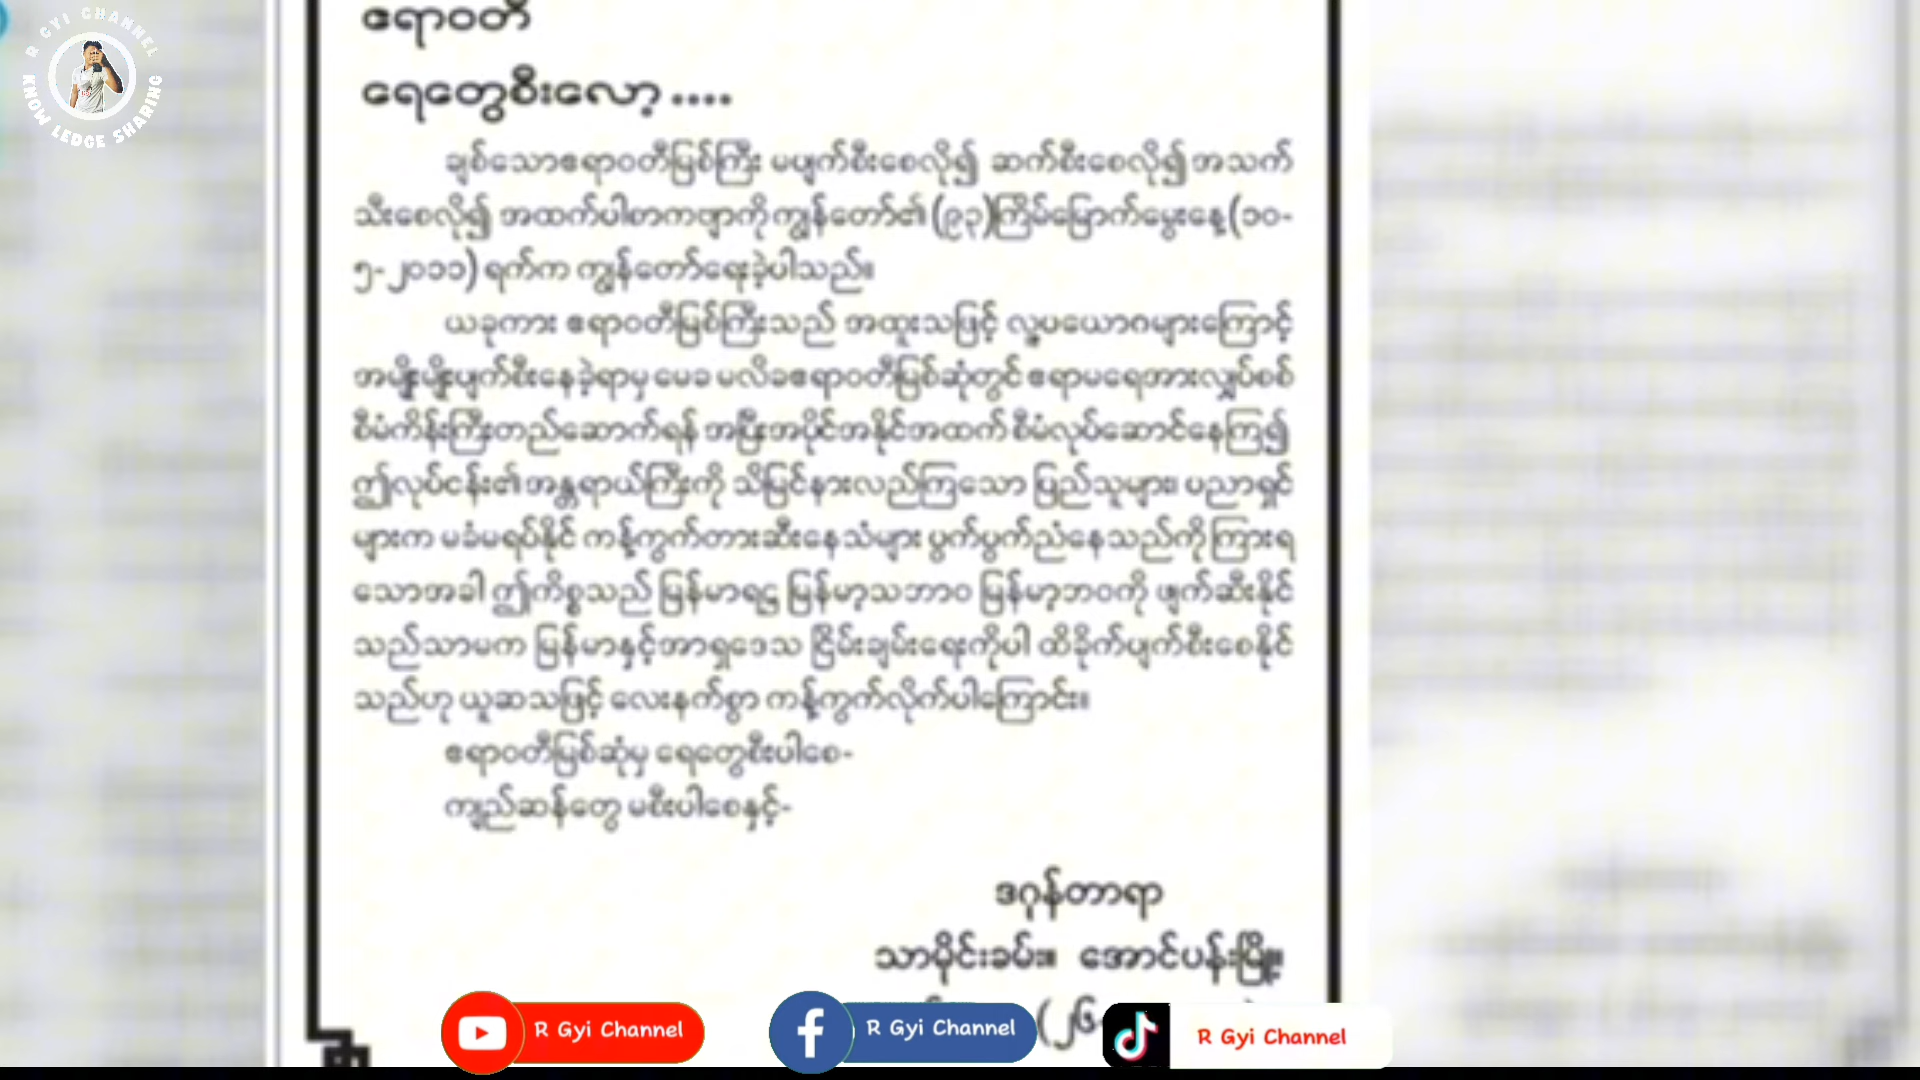 R GYI CHANNEL
KNOW LEDGE SHARING
ဧရာဝတီ
ရေတွေစီးလော့ ....
ချစ်သောဧရာဝတီမြစ်ကြီး မပျက်စီးစေလို၍ ဆက်စီးစေလို၍ အသက်
သီးစေလို၍ အထက်ပါစာကဗျာကို ကျွန်တော်၏ (၉၃)ကြိမ်မြောက်မွေးနေ့ (၁၀-
၅-၂၀၁၁) ရက်က ကျွန်တော်ရေးခဲ့ပါသည်။
ယခုကား ဧရာဝတီမြစ်ကြီးသည် အထူးသဖြင့် လူ့ပယောဂများကြောင့်
အမျိုးမျိုးပျက်စီးနေခဲ့ရာမှ မေခ မလိခဧရာဝတီမြစ်ဆုံတွင် ဧရာမရေအားလျှပ်စစ်
စီမံကိန်းကြီးတည်ဆောက်ရန် အပြီးအပိုင်အနိုင်အထက် စီမံလုပ်ဆောင်နေကြ၍
ဤလုပ်ငန်း၏ အန္တရာယ်ကြီးကို သိမြင်နားလည်ကြသော ပြည်သူများ၊ ပညာရှင်
များက မခံမရပ်နိုင် ကန့်ကွက်တားဆီးနေသံများ ပွက်ပွက်ညံနေသည်ကို ကြားရ
သောအခါ ဤကိစ္စသည် မြန်မာရဋ္ဌ မြန်မာ့သဘာဝ မြန်မာ့ဘဝကို ဖျက်ဆီးနိုင်
သည်သာမက မြန်မာနှင့်အာရှဒေသ ငြိမ်းချမ်းရေးကိုပါ ထိခိုက်ပျက်စီးစေနိုင်
သည်ဟု ယူဆသဖြင့် လေးနက်စွာ ကန့်ကွက်လိုက်ပါကြောင်း။
ဧရာဝတီမြစ်ဆုံမှ ရေတွေစီးပါစေ-
ကျည်ဆန်တွေ မစီးပါစေနှင့်-
ဒဂုန်တာရာ
သာမိုင်းခမ်း။ အောင်ပန်းမြို့။
R Gyi Channel
R Gyi Channel
(၂၆
R Gyi Channel